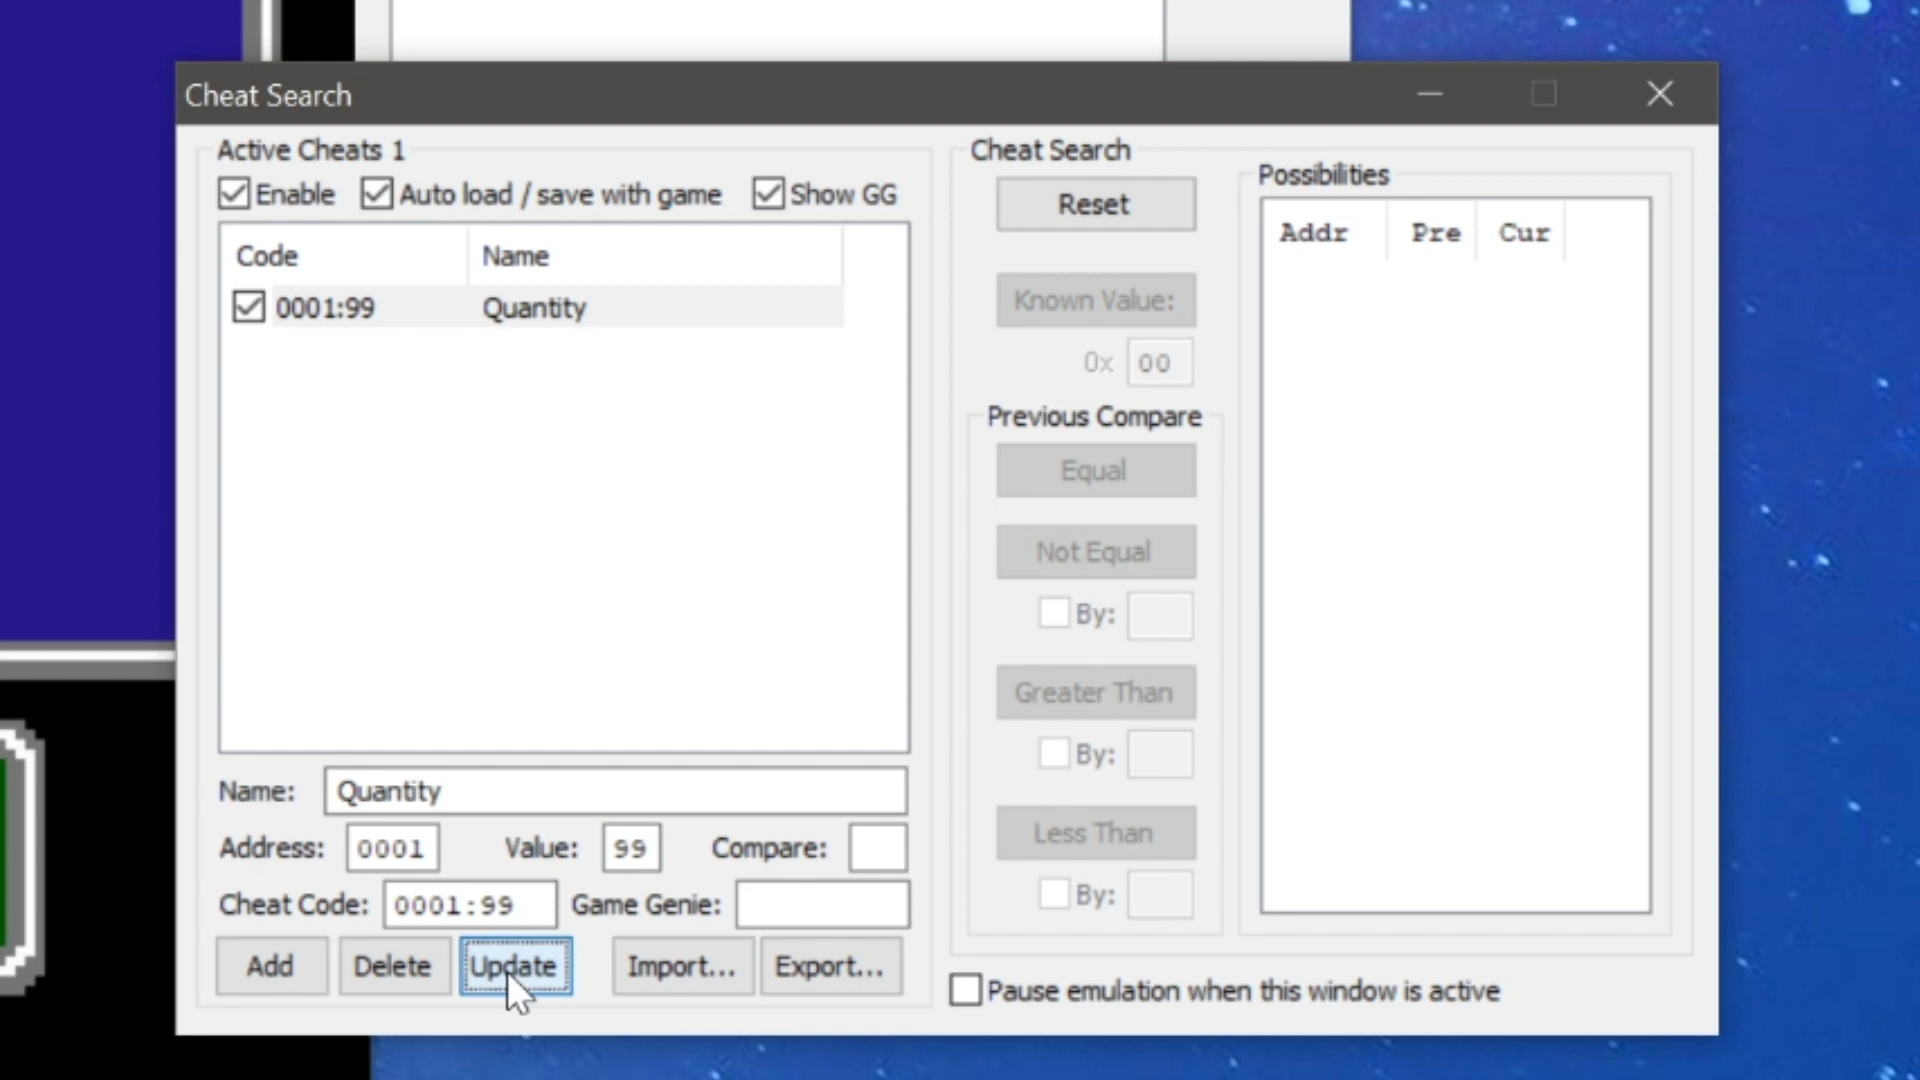 Cheat Search
Active Cheats 1
Enable Auto load / save with game Show GG
Code Name
0001:99 Quantity
Name: Quantity
Address: 0001 Value: 99 Compare:
Cheat Code: 0001:99 Game Genie:
Add Delete Update Import... Export...
Cheat Search
Reset
Known Value:
0x 00
Previous Compare
Equal
Not Equal
By:
Greater Than
By:
Less Than
By:
Possibilities
Addr Pre Cur
Pause emulation when this window is active